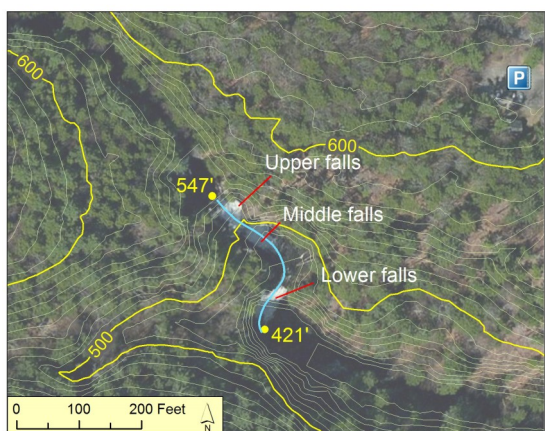 600
P
600
Upper falls
547'
Middle falls
Lower falls
421'
500
0 100 200 Feet
N